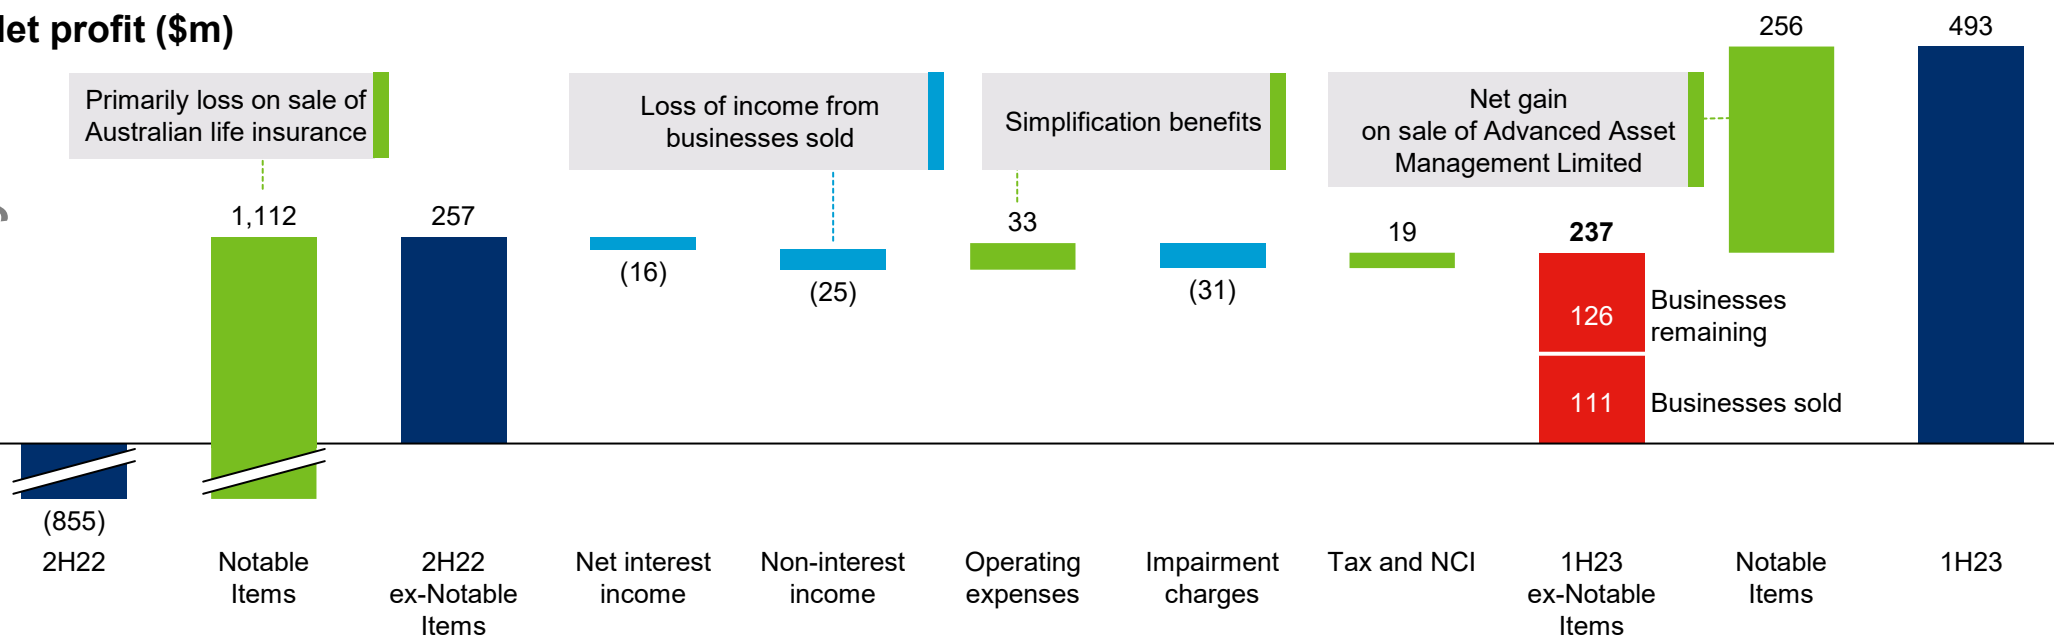 let profit ($m)
256
493
Primarily loss on sale of
Australian life insurance
Loss of income from
businesses sold
Simplification benefits
Net gain
on sale of Advanced Asset
Management Limited
1,112
257
(16)
(25)
33
(31)
19
237
126
Businesses
remaining
111
Businesses sold
(855)
2H22
Notable
Items
2H22
ex-Notable
Items
Net interest
income
Non-interest
income
Operating
expenses
Impairment
charges
Tax and NCI
1H23
ex-Notable
Items
Notable
Items
1H23